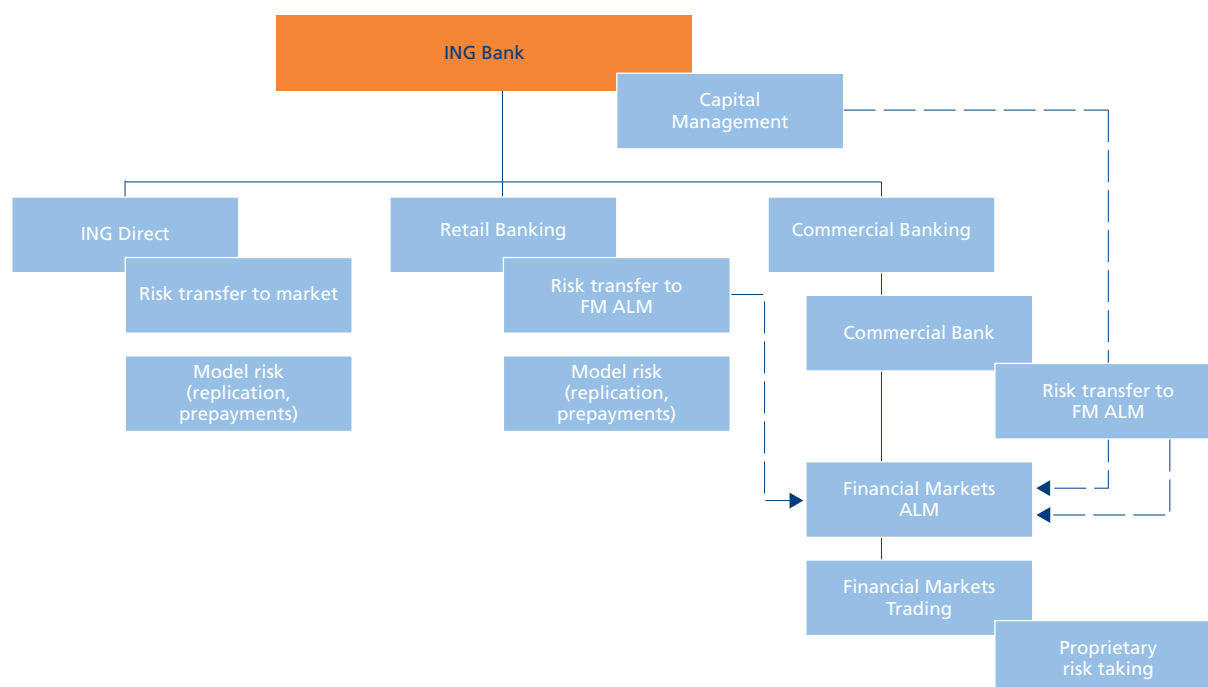 ING Bank
Capital
Management
ING Direct
Retail Banking
Commercial Banking
Risk transfer to market
Risk transfer to
FM ALM
Commercial Bank
Model risk
(replication,
prepayments)
Model risk
(replication,
prepayments)
Risk transfer to
FM ALM
Financial Markets
ALM
Financial Markets
Trading
Proprietary
risk taking